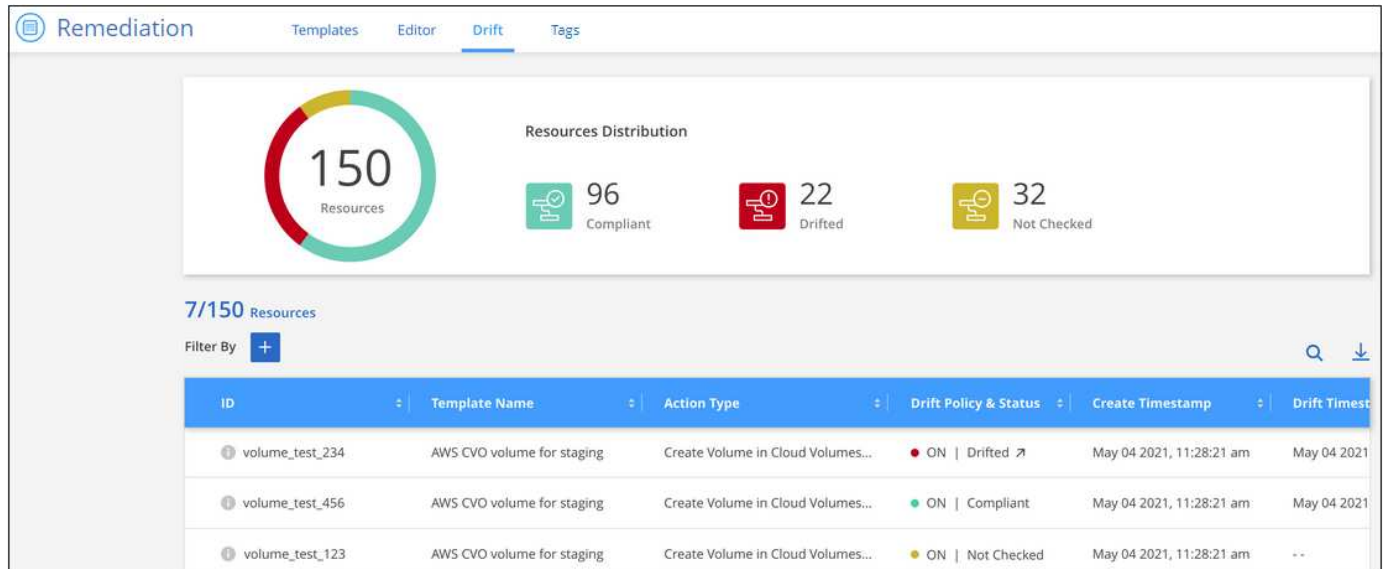 Remediation Templates Editor Drift Tags
150
Resources
Resources Distribution
96
Compliant
22
Drifted
32
Not Checked
7/150 Resources
Filter By +
ID Template Name Action Type Drift Policy & Status Create Timestamp Drift Timest
volume_test_234 AWS CVO volume for staging Create Volume in Cloud Volumes... ON | Drifted May 04 2021, 11:28:21 am May 04 2021
volume_test_456 AWS CVO volume for staging Create Volume in Cloud Volumes... ON | Compliant May 04 2021, 11:28:21 am May 04 2021
volume_test_123 AWS CVO volume for staging Create Volume in Cloud Volumes... ON | Not Checked May 04 2021, 11:28:21 am --